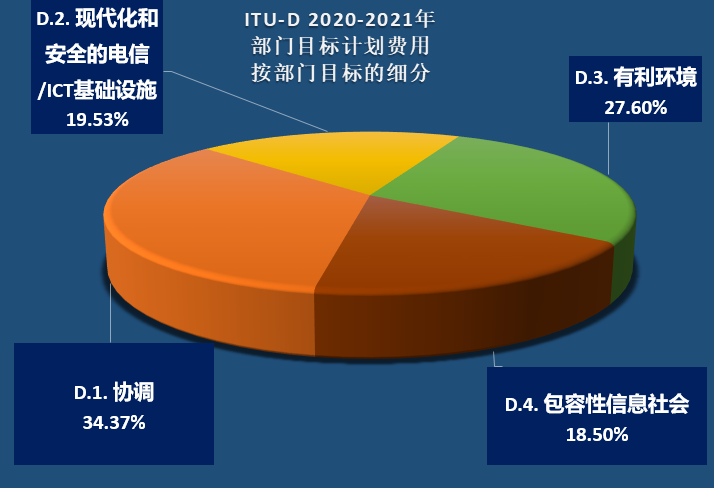 ITU-D 2020-2021年
部门目标计划费用
按部门目标的细分
D.2. 现代化和
安全的电信
/ICT基础设施
19.53%
D.3. 有利环境
27.60%
D.1. 协调
34.37%
D.4. 包容性信息社会
18.50%